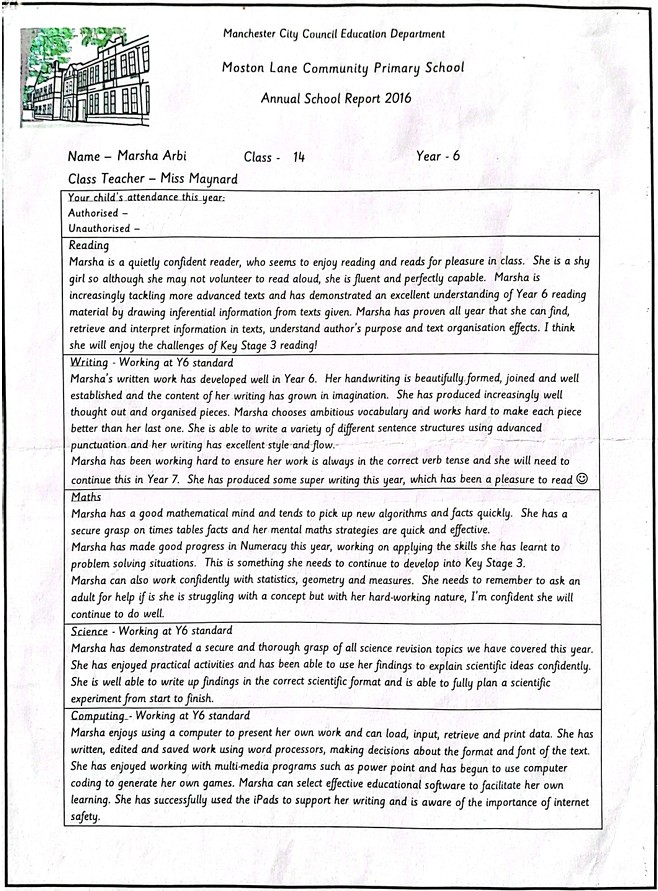 Manchester City Council Education Department
Moston Lane Community Primary School
Annual School Report 2016
Name – Marsha Arbi Class - 14 Year - 6
Class Teacher – Miss Maynard
Your child's attendance this year:
Authorised –
Unauthorised –
Reading
Marsha is a quietly confident reader, who seems to enjoy reading and reads for pleasure in class. She is a shy
girl so although she may not volunteer to read aloud, she is fluent and perfectly capable. Marsha is
increasingly tackling more advanced texts and has demonstrated an excellent understanding of Year 6 reading
material by drawing inferential information from texts given. Marsha has proven all year that she can find,
retrieve and interpret information in texts, understand author's purpose and text organisation effects. I think
she will enjoy the challenges of Key Stage 3 reading!
Writing - Working at Y6 standard
Marsha's written work has developed well in Year 6. Her handwriting is beautifully formed, joined and well
established and the content of her writing has grown in imagination. She has produced increasingly well
thought out and organised pieces. Marsha chooses ambitious vocabulary and works hard to make each piece
better than her last one. She is able to write a variety of different sentence structures using advanced
punctuation and her writing has excellent style and flow.
Marsha has been working hard to ensure her work is always in the correct verb tense and she will need to
continue this in Year 7. She has produced some super writing this year, which has been a pleasure to read ☺
Maths
Marsha has a good mathematical mind and tends to pick up new algorithms and facts quickly. She has a
secure grasp on times tables facts and her mental maths strategies are quick and effective.
Marsha has made good progress in Numeracy this year, working on applying the skills she has learnt to
problem solving situations. This is something she needs to continue to develop into Key Stage 3.
Marsha can also work confidently with statistics, geometry and measures. She needs to remember to ask an
adult for help if is she is struggling with a concept but with her hard-working nature, I'm confident she will
continue to do well.
Science - Working at Y6 standard
Marsha has demonstrated a secure and thorough grasp of all science revision topics we have covered this year.
She has enjoyed practical activities and has been able to use her findings to explain scientific ideas confidently.
She is well able to write up findings in the correct scientific format and is able to fully plan a scientific
experiment from start to finish.
Computing - Working at Y6 standard
Marsha enjoys using a computer to present her own work and can load, input, retrieve and print data. She has
written, edited and saved work using word processors, making decisions about the format and font of the text.
She has enjoyed working with multi-media programs such as power point and has begun to use computer
coding to generate her own games. Marsha can select effective educational software to facilitate her own
learning. She has successfully used the iPads to support her writing and is aware of the importance of internet
safety.